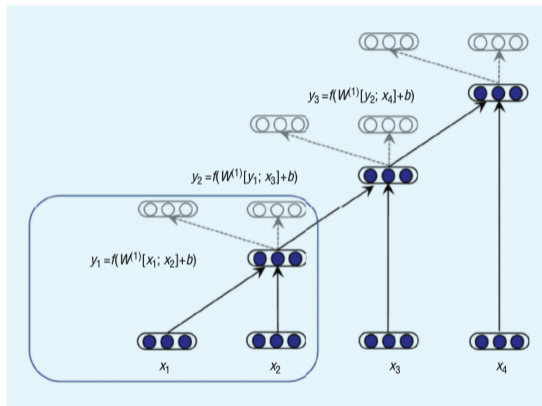 y₃ =f(W⁽¹⁾[y₂; x₄]+b)
y₂ =f(W⁽¹⁾[y₁; x₃]+b)
y₁ =f(W⁽¹⁾[x₁; x₂]+b)
x₁ x₂ x₃ x₄